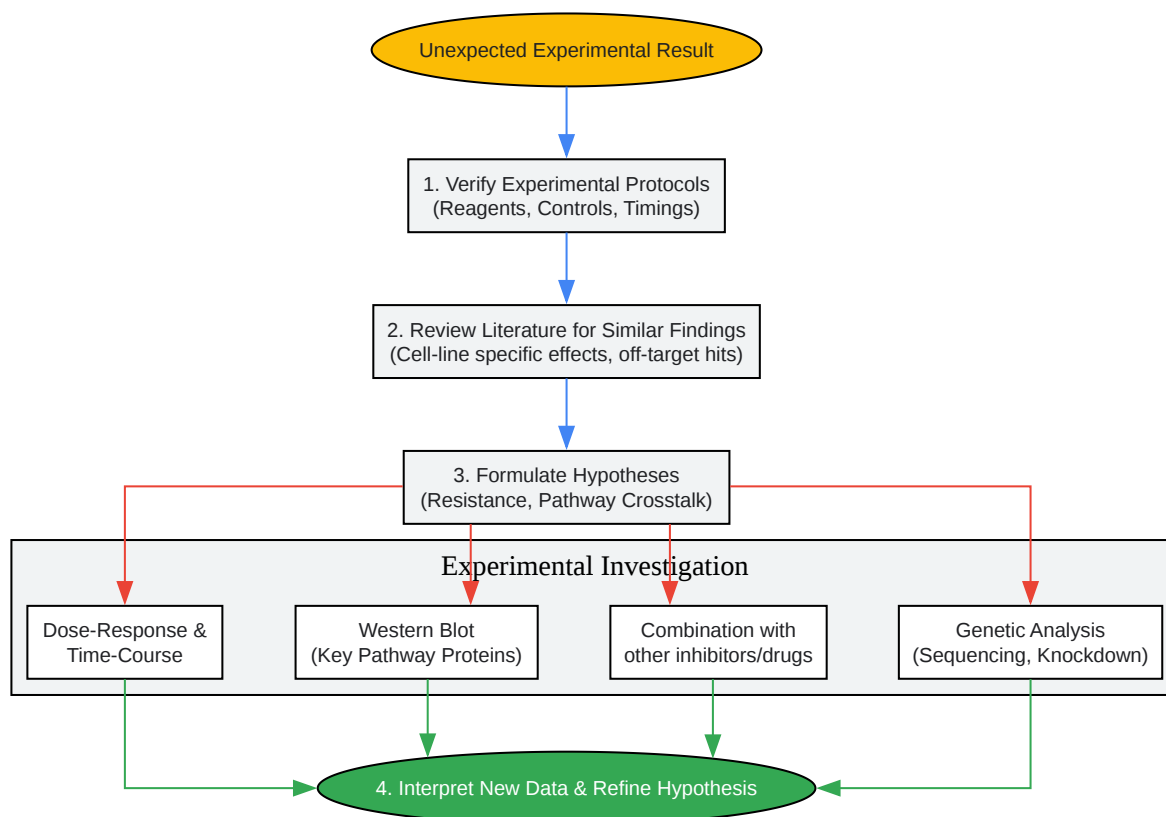 Unexpected Experimental Result
1. Verify Experimental Protocols
(Reagents, Controls, Timings)
2. Review Literature for Similar Findings
(Cell-line specific effects, off-target hits)
3. Formulate Hypotheses
(Resistance, Pathway Crosstalk)
Experimental Investigation
Dose-Response &
Time-Course
Western Blot
(Key Pathway Proteins)
Combination with
other inhibitors/drugs
Genetic Analysis
(Sequencing, Knockdown)
4. Interpret New Data & Refine Hypothesis